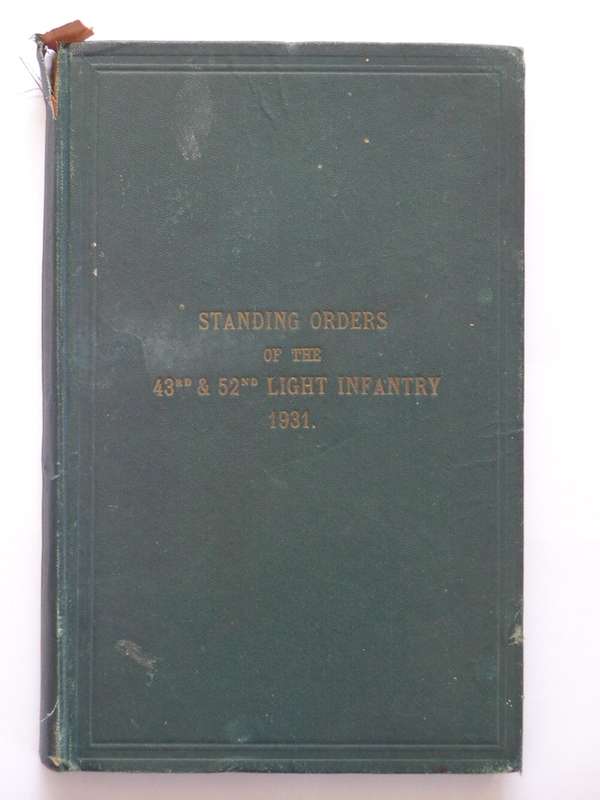 STANDING ORDERS
OF THE
43RD & 52ND LIGHT INFANTRY
1931.